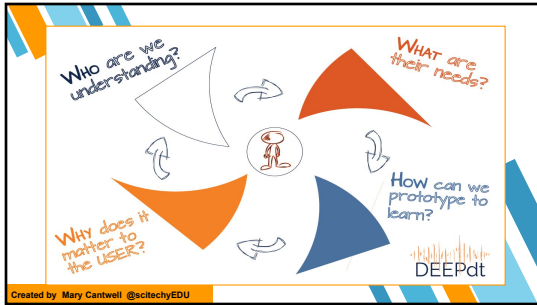 WHO are we
understanding?
WHAT are
their needs?
HOW can we
prototype to
learn?
WHY does it
matter to
the USER?
DEEPdt
Created by Mary Cantwell @scitechyEDU